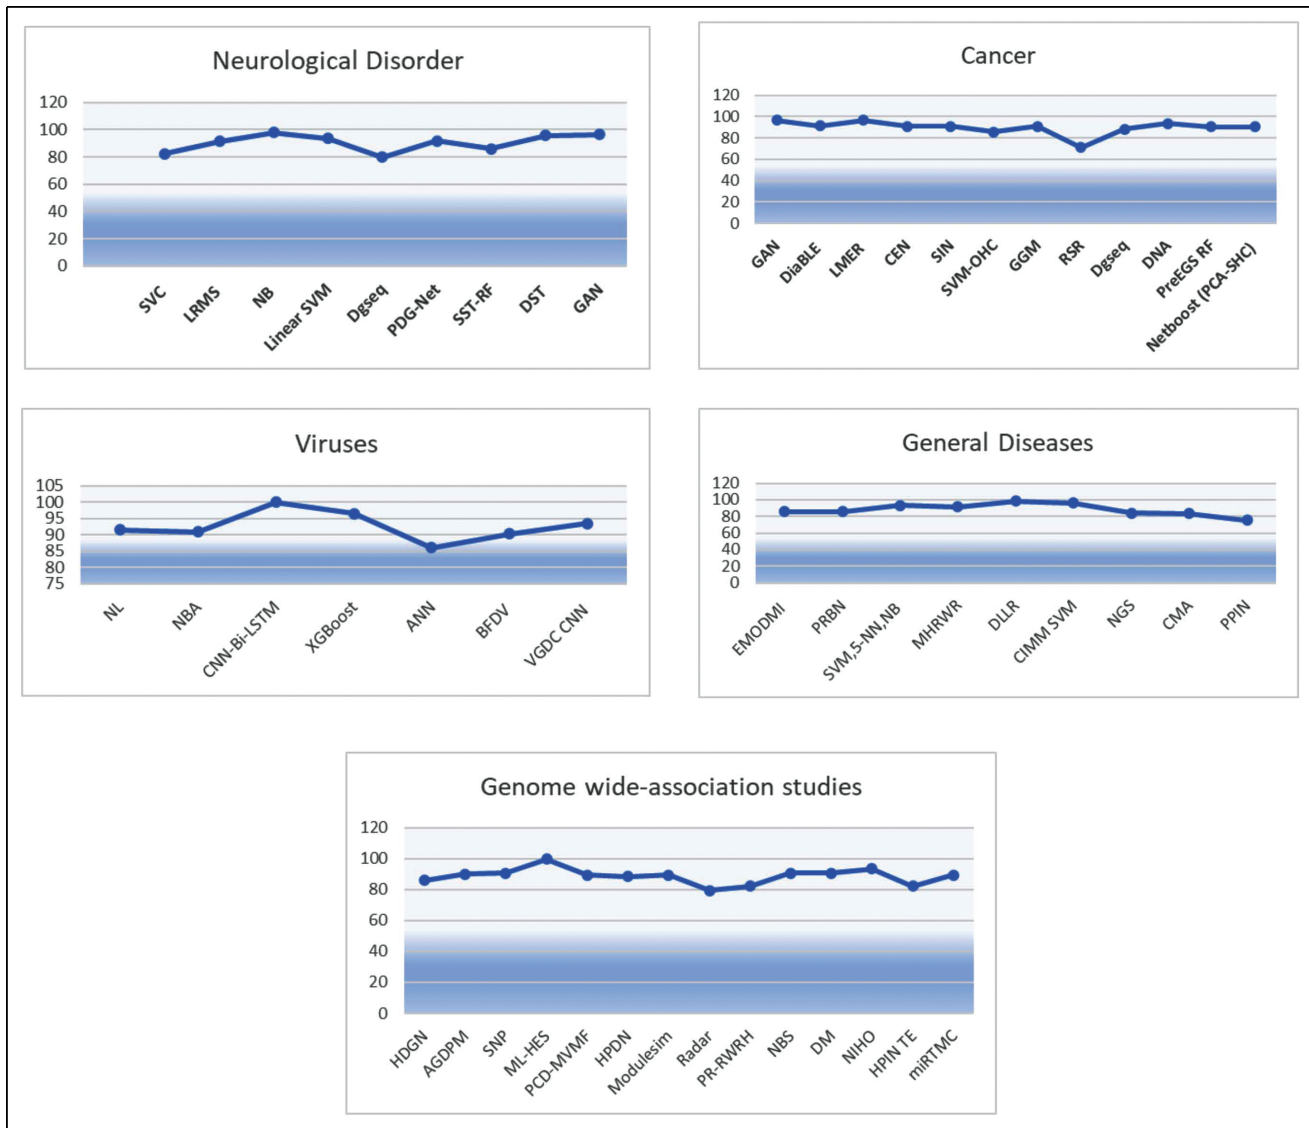 Neurological Disorder
120
100
80
60
40
20
0
SVC
LRMS
NB
Linear SVM
Dgseq
PDG-Net
SST-RF
DST
GAN
Cancer
120
100
80
60
40
20
0
GAN
DiaBLE
LMER
CEN
SIN
SVM-OHC
GGM
RSR
Dgseq
DNA
PreEGS RF
Netboost (PCA-SHC)
Viruses
105
100
95
90
85
80
75
NL
NBA
CNN-Bi-LSTM
XGBoost
ANN
BFDV
VGDC CNN
General Diseases
120
100
80
60
40
20
0
EMODMI
PRBN
SVM,5-NN,NB
MHRWR
DLLR
CIMM SVM
NGS
CMA
PPIN
Genome wide-association studies
120
100
80
60
40
20
0
HDGN
AGDPM
SNP
ML-HES
PCD-MVMF
HPDN
Modulesim
Radar
PR-RWRH
NBS
DM
NIHO
HPIN TE
miRTMC